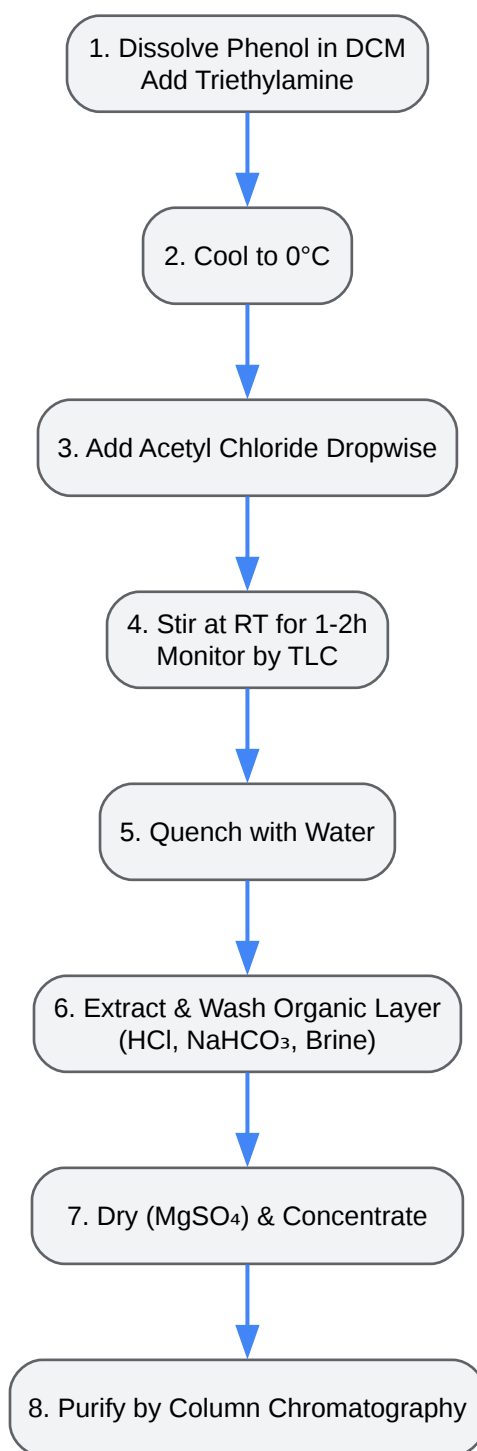 1. Dissolve Phenol in DCM
Add Triethylamine
2. Cool to 0°C
3. Add Acetyl Chloride Dropwise
4. Stir at RT for 1-2h
Monitor by TLC
5. Quench with Water
6. Extract & Wash Organic Layer
(HCl, NaHCO₃, Brine)
7. Dry (MgSO₄) & Concentrate
8. Purify by Column Chromatography